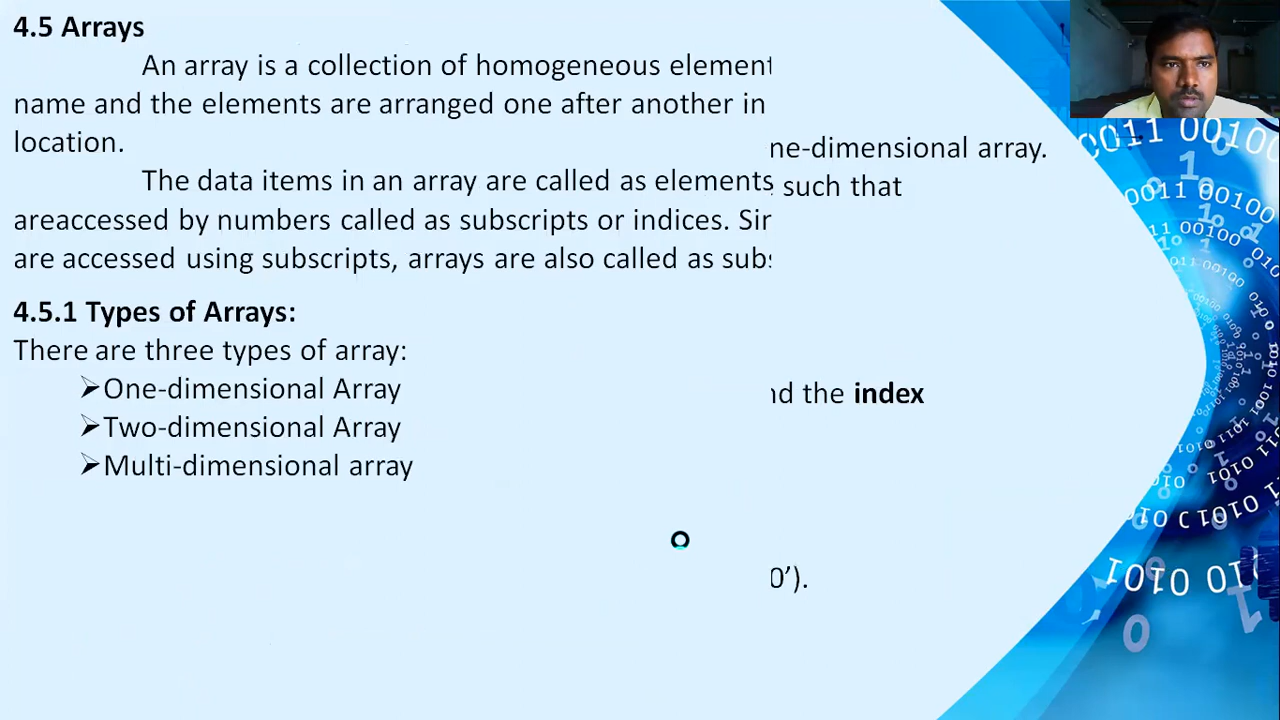 4.5 Arrays
An array is a collection of homogeneous element
name and the elements are arranged one after another in
location.
ne-dimensional array.
The data items in an array are called as elements
such that
areaccessed by numbers called as subscripts or indices.
are accessed using subscripts, arrays are also called as
4.5.1 Types of Arrays:
There are three types of array:
➢One-dimensional Array
the index
➢Two-dimensional Array
➢Multi-dimensional array
0’).